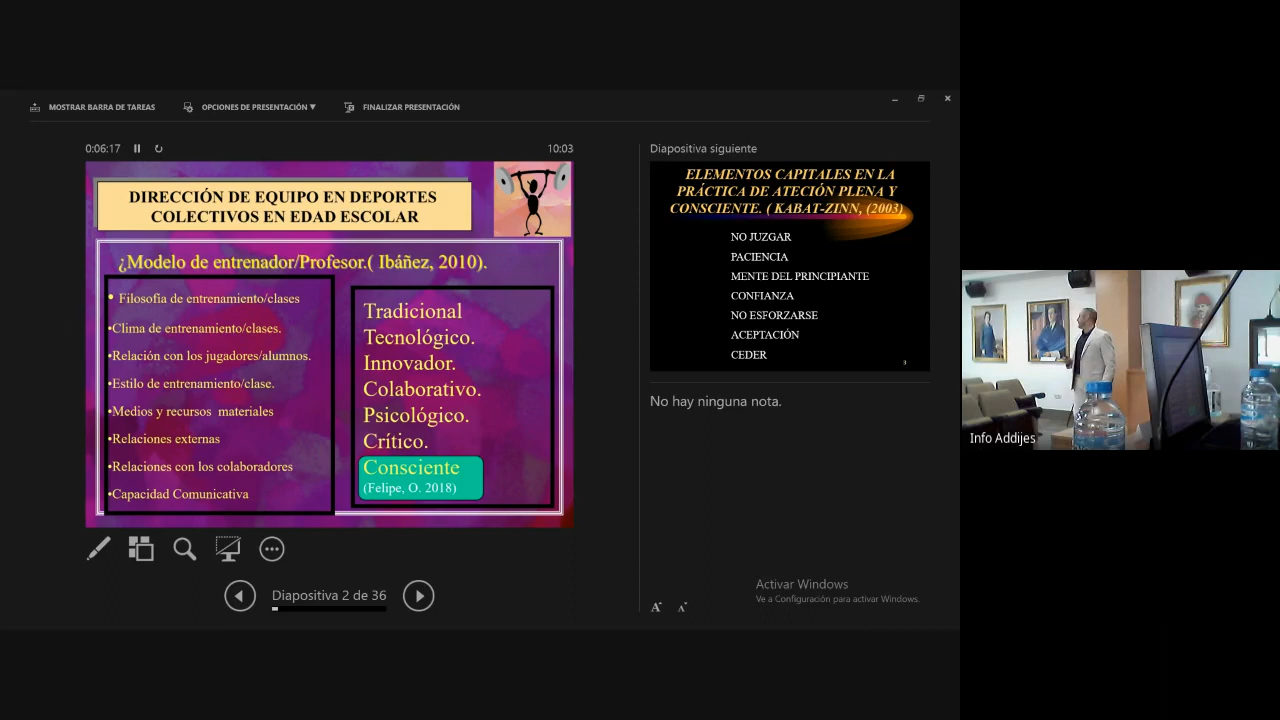 MOSTRAR BARRA DE TAREAS
OPCIONES DE PRESENTACIÓN ▼
FINALIZAR PRESENTACIÓN
0:06:17
10:03
DIRECCIÓN DE EQUIPO EN DEPORTES
COLECTIVOS EN EDAD ESCOLAR
¿Modelo de entrenador/Profesor.( Ibáñez, 2010).
• Filosofía de entrenamiento/clases
•Clima de entrenamiento/clases.
•Relación con los jugadores/alumnos.
•Estilo de entrenamiento/clase.
•Medios y recursos materiales
•Relaciones externas
•Relaciones con los colaboradores
•Capacidad Comunicativa
Tradicional
Tecnológico.
Innovador.
Colaborativo.
Psicológico.
Crítico.
Consciente
(Felipe, O. 2018)
Diapositiva 2 de 36
Diapositiva siguiente
ELEMENTOS CAPITALES EN LA
PRÁCTICA DE ATECIÓN PLENA Y
CONSCIENTE. ( KABAT-ZINN, (2003)
NO JUZGAR
PACIENCIA
MENTE DEL PRINCIPIANTE
CONFIANZA
NO ESFORZARSE
ACEPTACIÓN
CEDER
No hay ninguna nota.
Activar Windows
Ve a Configuración para activar Windows.
A A
Info Addijes